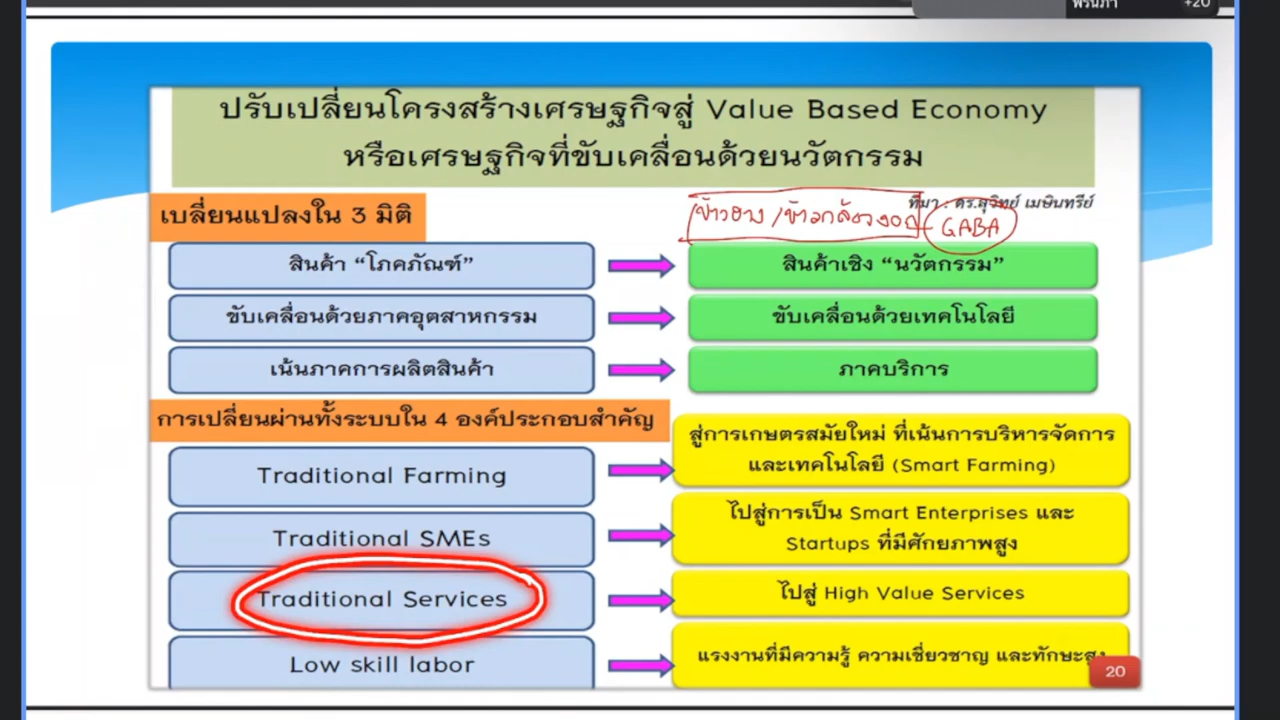 พรนภา
+20
ปรับเปลี่ยนโครงสร้างเศรษฐกิจสู่ Value Based Economy
หรือเศรษฐกิจที่ขับเคลื่อนด้วยนวัตกรรม
ที่มา : ดร.สุวิทย์ เมษินทรีย์
เปลี่ยนแปลงใน 3 มิติ
ข้าวฮาง / ข้าวกล้องงอก
GABA
สินค้า “โภคภัณฑ์”
สินค้าเชิง “นวัตกรรม”
ขับเคลื่อนด้วยภาคอุตสาหกรรม
ขับเคลื่อนด้วยเทคโนโลยี
เน้นภาคการผลิตสินค้า
ภาคบริการ
การเปลี่ยนผ่านทั้งระบบใน 4 องค์ประกอบสำคัญ
Traditional Farming
สู่การเกษตรสมัยใหม่ ที่เน้นการบริหารจัดการ
และเทคโนโลยี (Smart Farming)
Traditional SMEs
ไปสู่การเป็น Smart Enterprises และ
Startups ที่มีศักยภาพสูง
Traditional Services
ไปสู่ High Value Services
Low skill labor
แรงงานที่มีความรู้ ความเชี่ยวชาญ และทักษะสูง
20